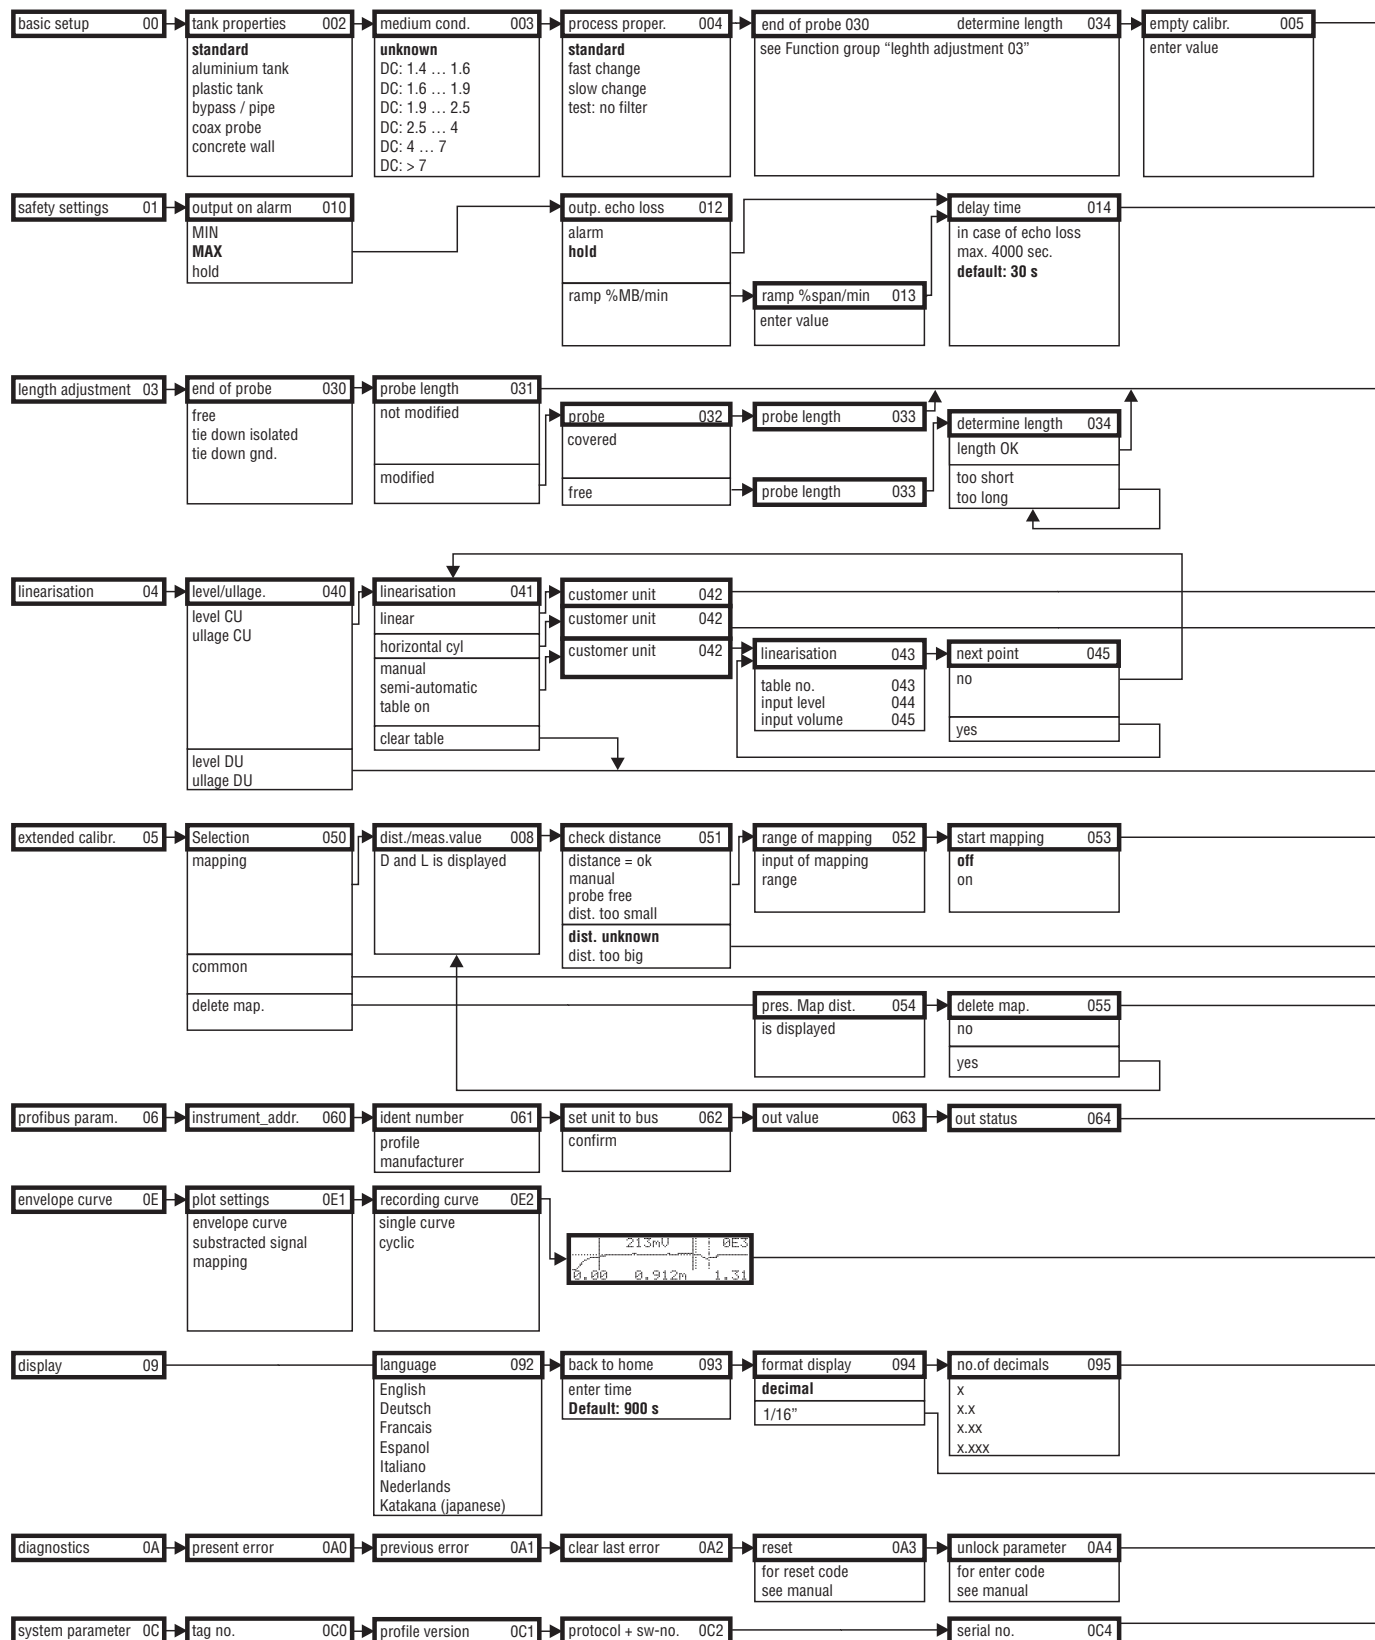 basic setup 00
tank properties 002
standard
aluminium tank
plastic tank
bypass / pipe
coax probe
concrete wall
medium cond. 003
unknown
DC: 1.4 … 1.6
DC: 1.6 … 1.9
DC: 1.9 … 2.5
DC: 2.5 … 4
DC: 4 … 7
DC: > 7
process proper. 004
standard
fast change
slow change
test: no filter
end of probe 030 determine length 034
see Function group “leghth adjustment 03”
empty calibr. 005
enter value
safety settings 01
output on alarm 010
MIN
MAX
hold
outp. echo loss 012
alarm
hold
ramp %MB/min
ramp %span/min 013
enter value
delay time 014
in case of echo loss
max. 4000 sec.
default: 30 s
length adjustment 03
end of probe 030
free
tie down isolated
tie down gnd.
probe length 031
not modified
modified
probe 032
covered
free
probe length 033
probe length 033
determine length 034
length OK
too short
too long
linearisation 04
level/ullage. 040
level CU
ullage CU
level DU
ullage DU
linearisation 041
linear
horizontal cyl
manual
semi-automatic
table on
clear table
customer unit 042
customer unit 042
customer unit 042
linearisation 043
table no. 043
input level 044
input volume 045
next point 045
no
yes
extended calibr. 05
Selection 050
mapping
common
delete map.
dist./meas.value 008
D and L is displayed
check distance 051
distance = ok
manual
probe free
dist. too small
dist. unknown
dist. too big
range of mapping 052
input of mapping
range
start mapping 053
off
on
pres. Map dist. 054
is displayed
delete map. 055
no
yes
profibus param. 06
instrument_addr. 060
ident number 061
profile
manufacturer
set unit to bus 062
confirm
out value 063
out status 064
envelope curve 0E
plot settings 0E1
envelope curve
substracted signal
mapping
recording curve 0E2
single curve
cyclic
213mV 0E3
0.00 0.912m 1.31
display 09
language 092
English
Deutsch
Francais
Espanol
Italiano
Nederlands
Katakana (japanese)
back to home 093
enter time
Default: 900 s
format display 094
decimal
1/16”
no.of decimals 095
x
x.x
x.xx
x.xxx
diagnostics 0A
present error 0A0
previous error 0A1
clear last error 0A2
reset 0A3
for reset code
see manual
unlock parameter 0A4
for enter code
see manual
system parameter 0C
tag no. 0C0
profile version 0C1
protocol + sw-no. 0C2
serial no. 0C4